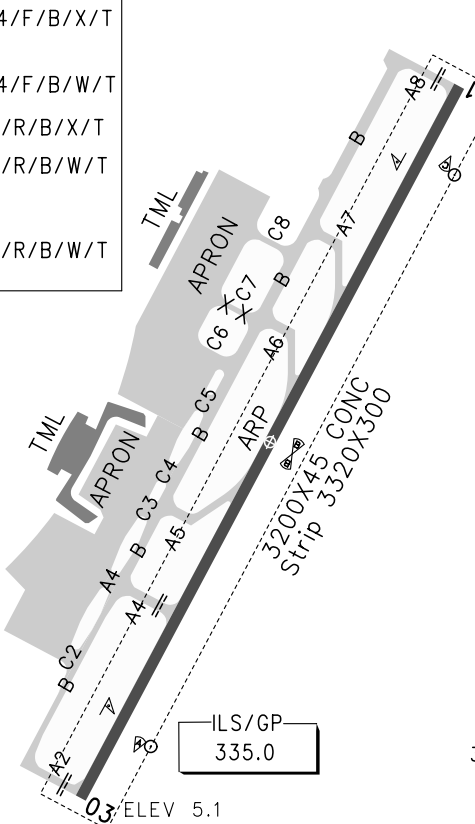 4/F/B/X/T
4/F/B/W/T
/R/B/X/T
/R/B/W/T
/R/B/W/T
A8
B
TML
APRON
C8
A7
B
C7
C6
A6
C5
B
ARP
TML
APRON
C4
C3
B
A5
3200X45 CONC
Strip 3320X300
A4
A4
C2
B
A2
ILS/GP
335.0
03
ELEV 5.1